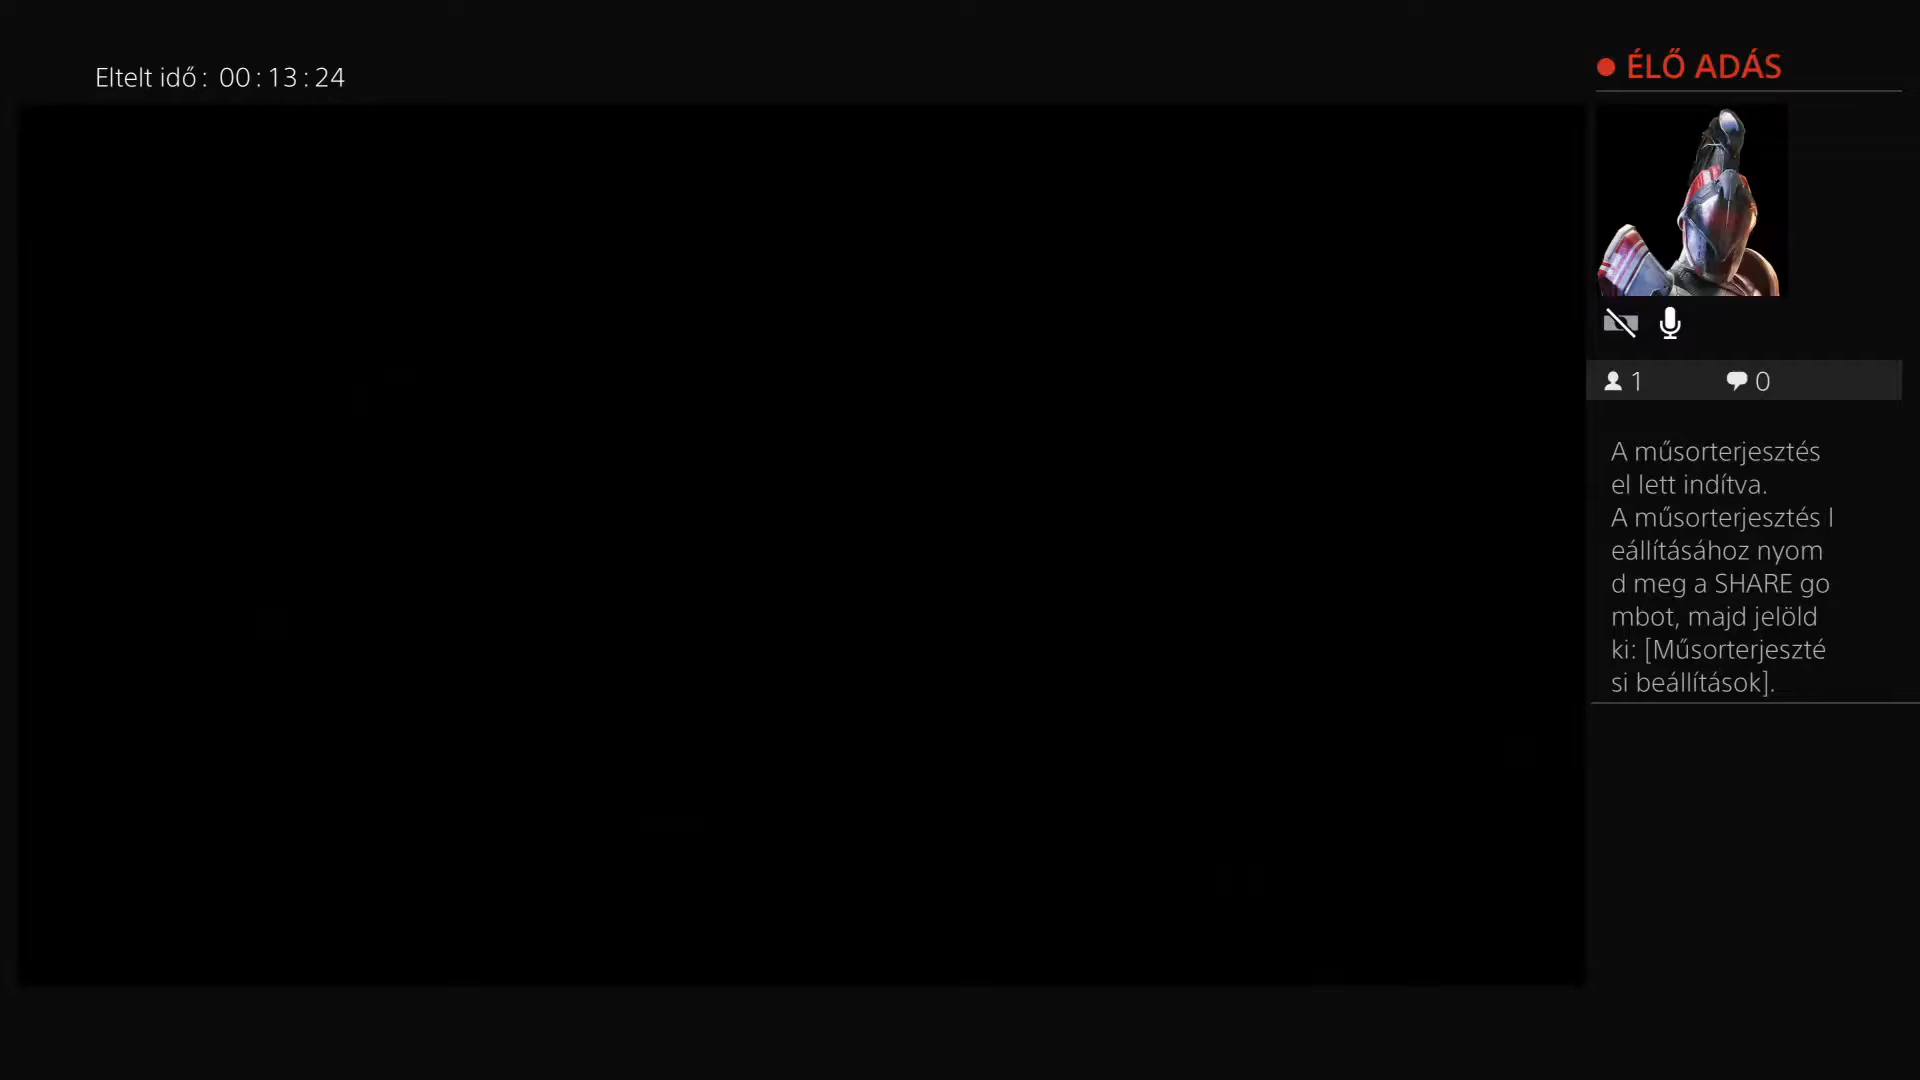 Eltelt idő: 00:13:24
ÉLŐ ADÁS
1 0
A műsorterjesztés
el lett indítva.
A műsorterjesztés l
eállításához nyom
d meg a SHARE go
mbot, majd jelöld
ki: [Műsorterjeszté
si beállítások].